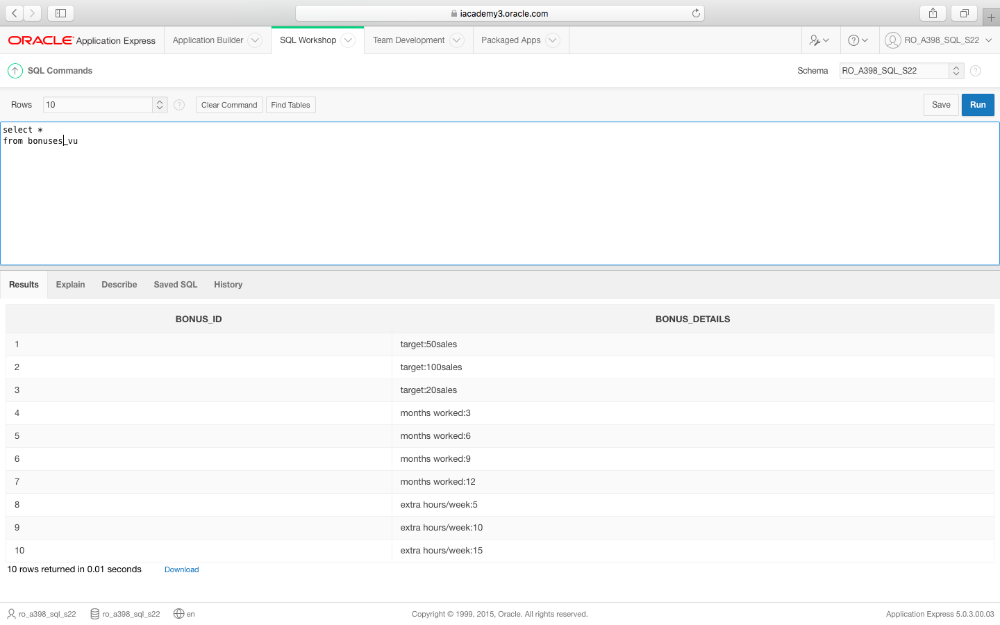 iacademy3.oracle.com
ORACLE Application Express Application Builder SQL Workshop Team Development Packaged Apps RO_A398_SQL_S22
SQL Commands Schema RO_A398_SQL_S22
Rows 10 Clear Command Find Tables Save Run
select *
from bonuses_vu
Results Explain Describe Saved SQL History
BONUS_ID BONUS_DETAILS
1 target:50sales
2 target:100sales
3 target:20sales
4 months worked:3
5 months worked:6
6 months worked:9
7 months worked:12
8 extra hours/week:5
9 extra hours/week:10
10 extra hours/week:15
10 rows returned in 0.01 seconds Download
ro_a398_sql_s22 ro_a398_sql_s22 en Copyright © 1999, 2015, Oracle. All rights reserved. Application Express 5.0.3.00.03